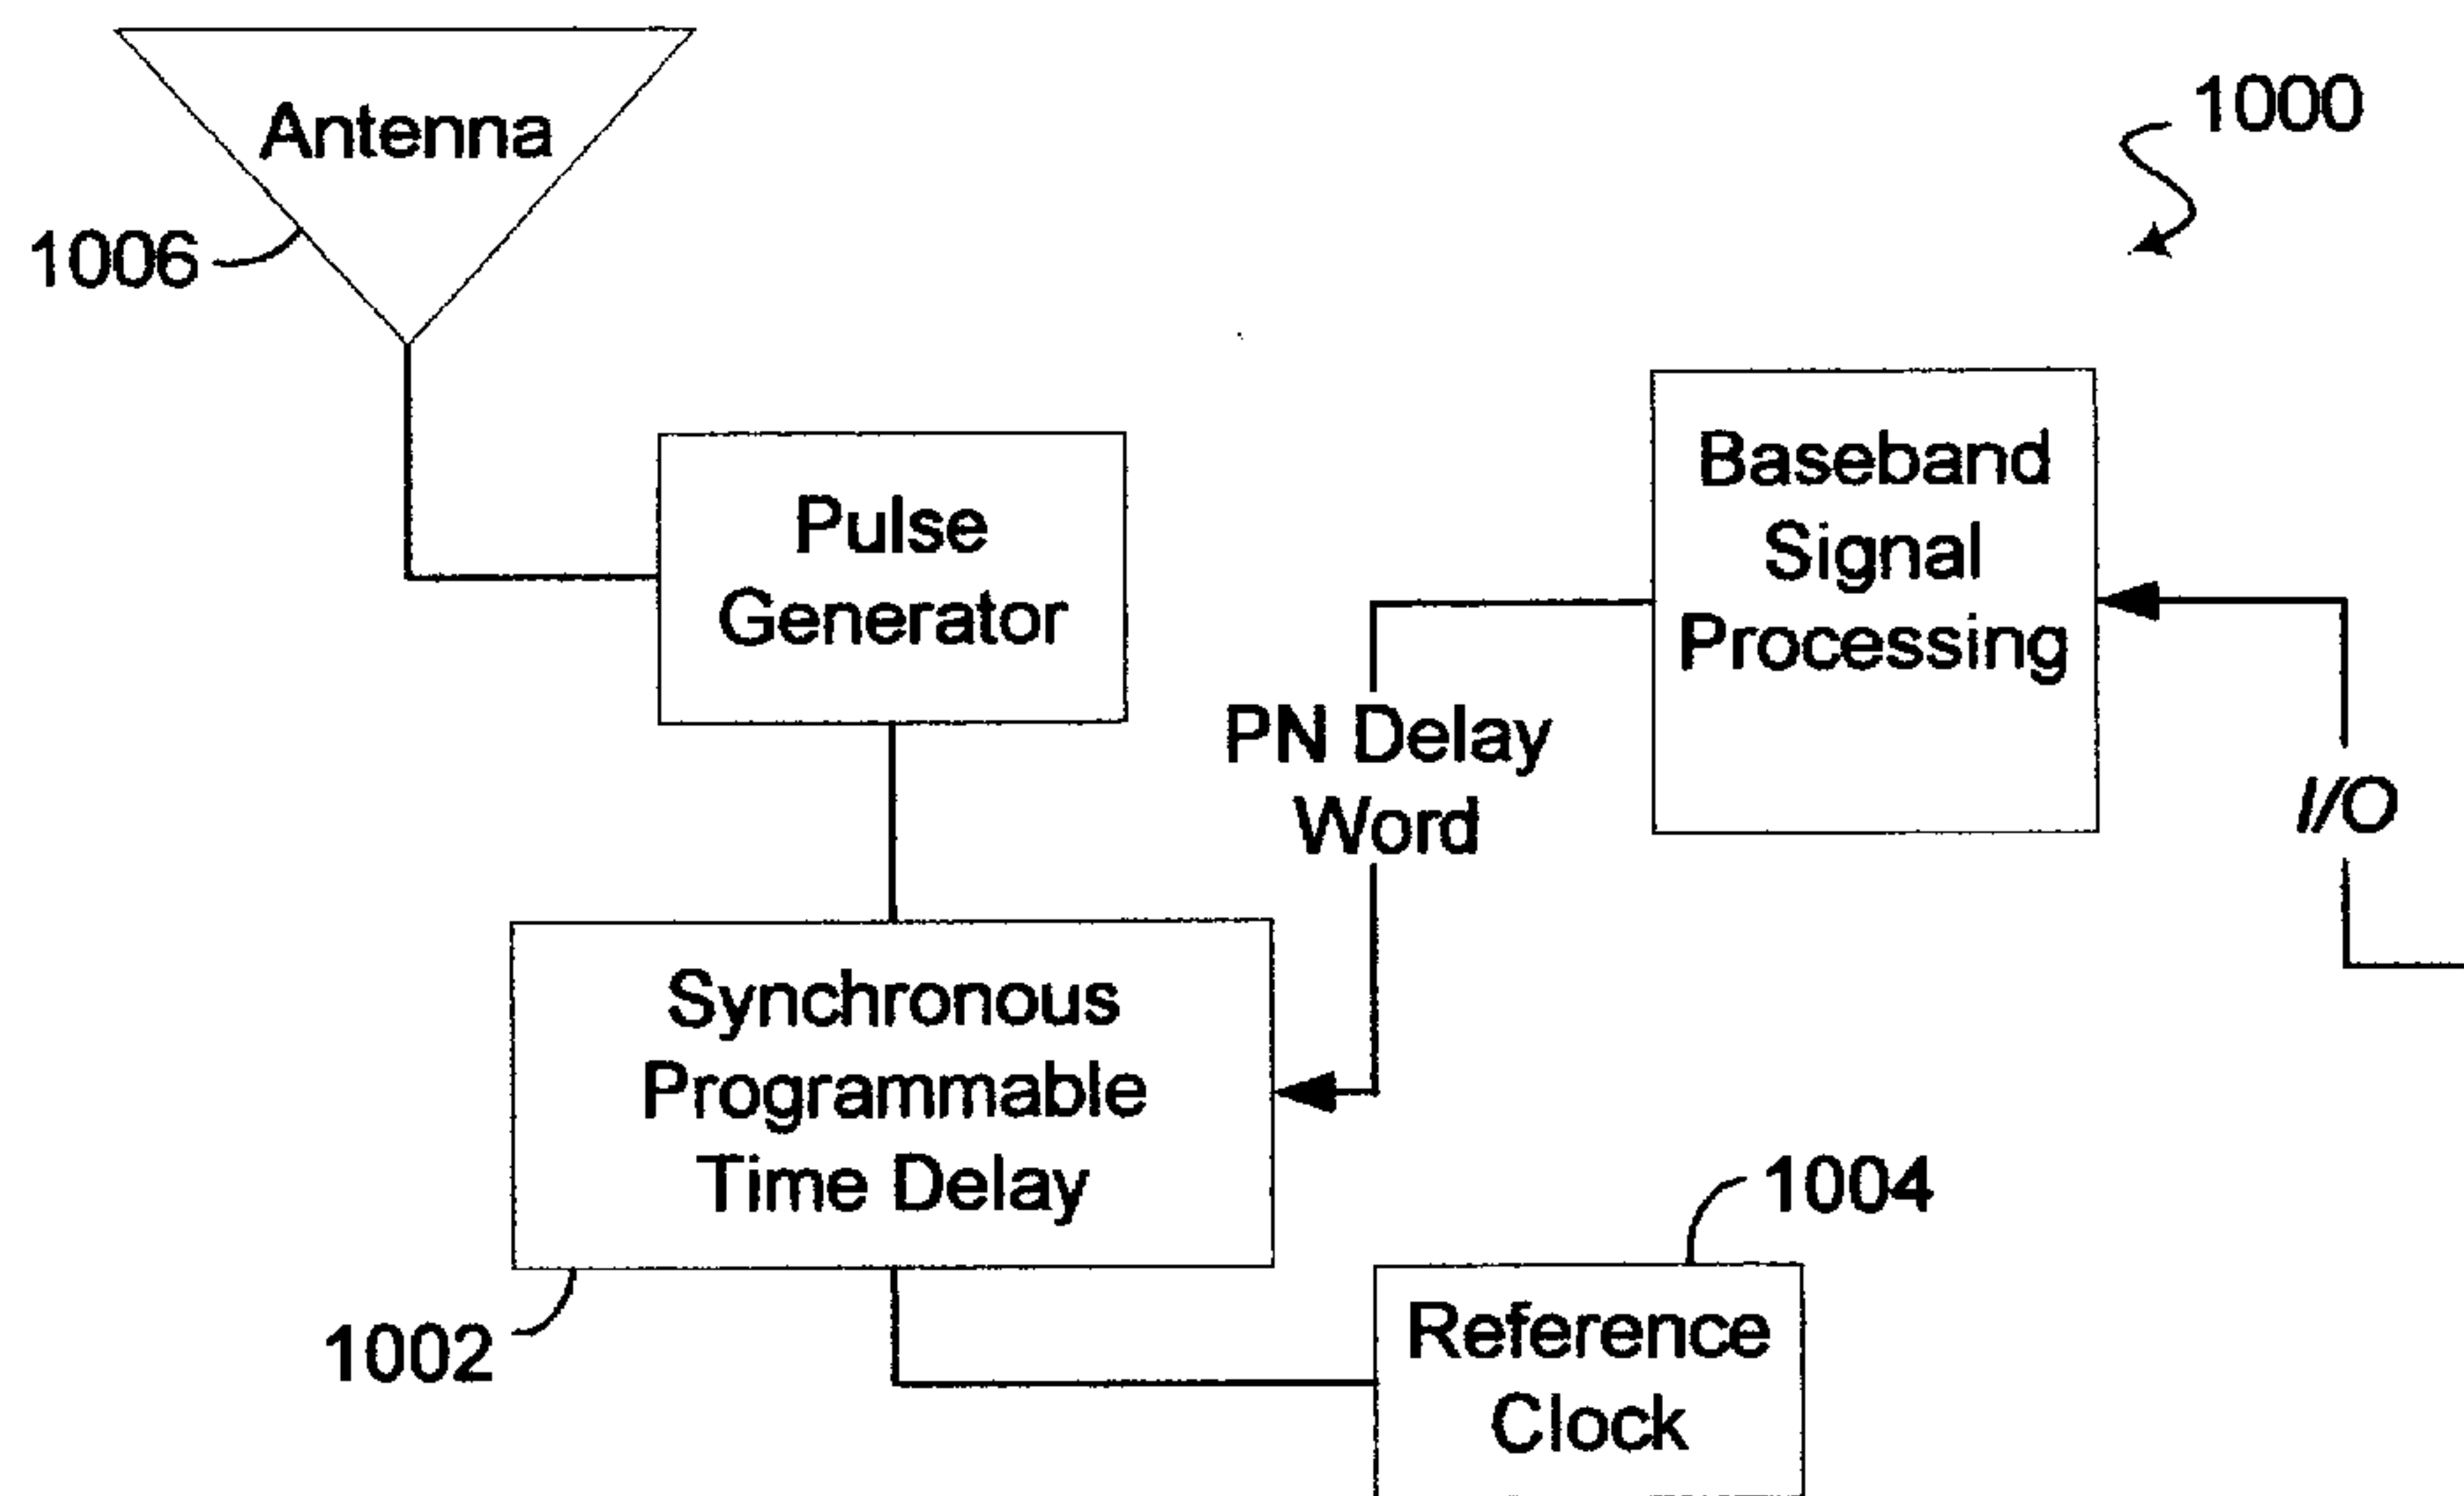 Antenna
1000
1006
Pulse
Generator
Baseband
Signal
Processing
PN Delay
Word
I/O
Synchronous
Programmable
Time Delay
1002
1004
Reference
Clock